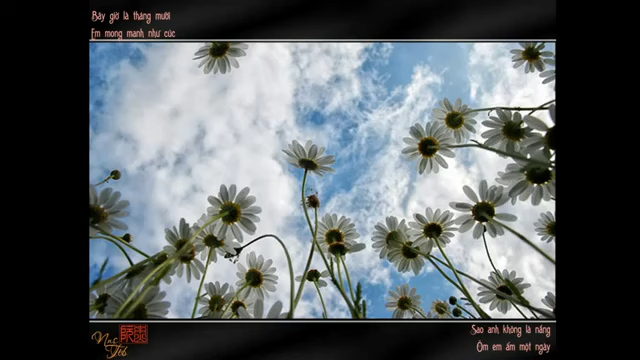 Bây giờ là tháng mười
Em mong manh như cúc
Sao anh không là nắng
Ôm em ấm một ngày